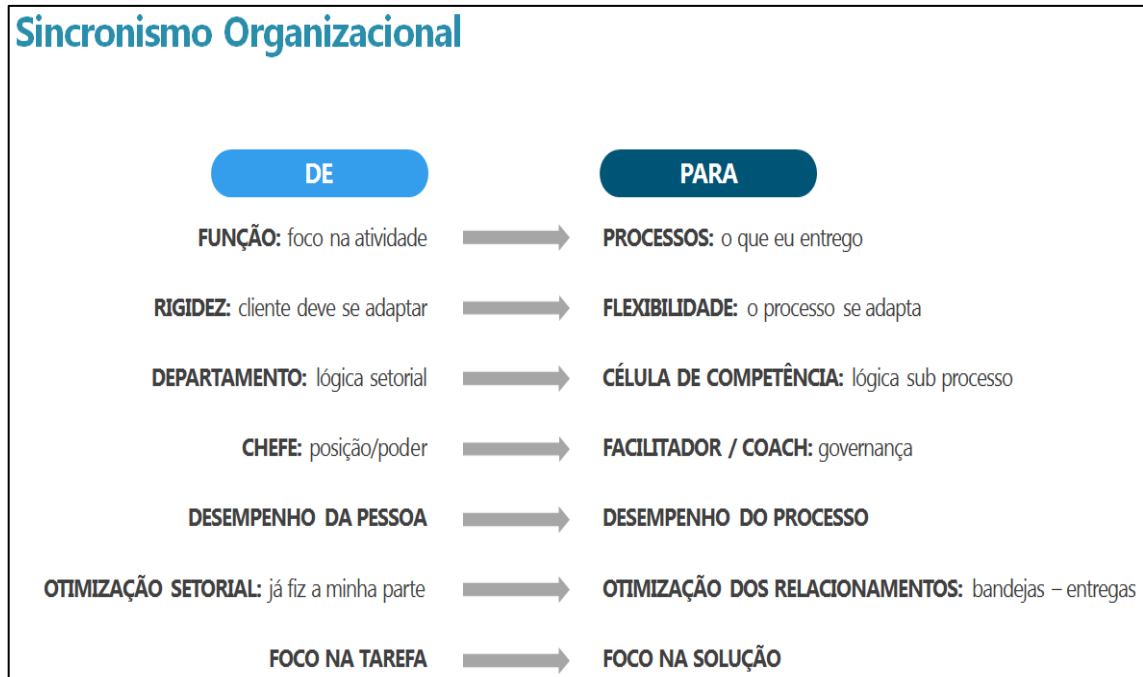 Sincronismo Organizacional
DE PARA
FUNÇÃO: foco na atividade PROCESSOS: o que eu entrego
RIGIDEZ: cliente deve se adaptar FLEXIBILIDADE: o processo se adapta
DEPARTAMENTO: lógica setorial CÉLULA DE COMPETÊNCIA: lógica sub processo
CHEFE: posição/poder FACILITADOR / COACH: governança
DESEMPENHO DA PESSOA DESEMPENHO DO PROCESSO
OTIMIZAÇÃO SETORIAL: já fiz a minha parte OTIMIZAÇÃO DOS RELACIONAMENTOS: bandejas – entregas
FOCO NA TAREFA FOCO NA SOLUÇÃO